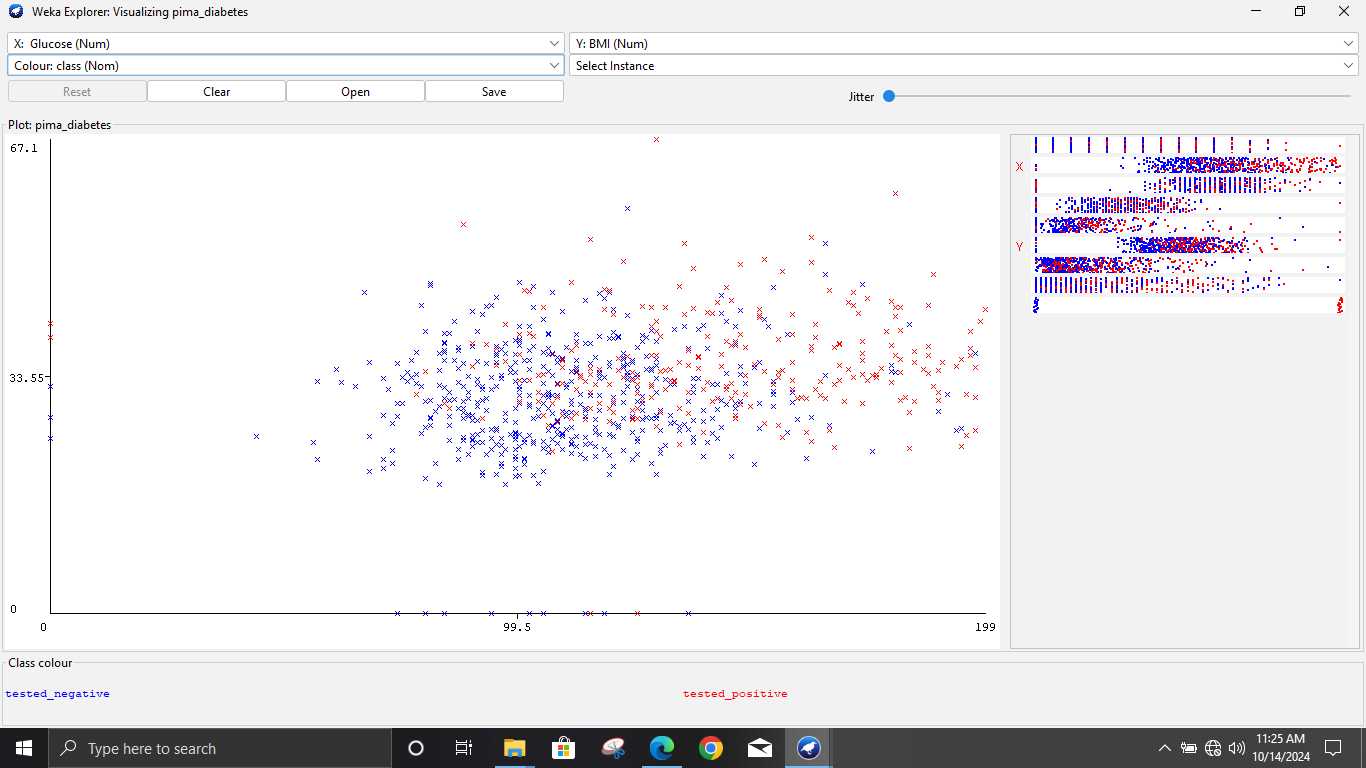 Weka Explorer: Visualizing pima_diabetes
X: Glucose (Num)
Y: BMI (Num)
Colour: class (Nom)
Select Instance
Reset
Clear
Open
Save
Jitter
Plot: pima_diabetes
67.1
33.55
0
0
99.5
199
X
Y
Class colour
tested_negative
tested_positive
Type here to search
11:25 AM
10/14/2024